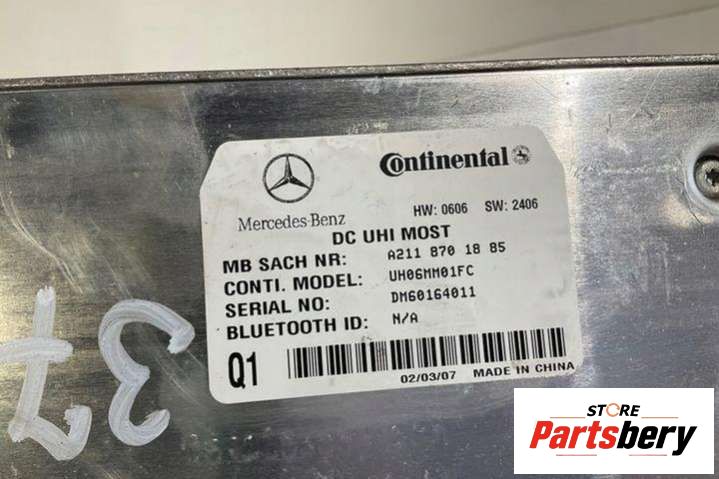 Continental
Mercedes-Benz
HW: 0606 SW: 2406
DC UHI MOST
MB SACH NR: A211 870 18 85
CONTI. MODEL: UH06MM01FC
SERIAL NO: DM60164011
BLUETOOTH ID: N/A
Q1
02/03/07 MADE IN CHINA
37
STORE
Partsbery